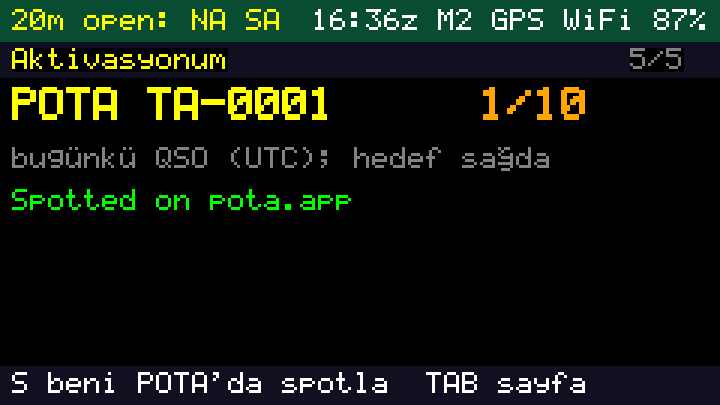 20m open: NA SA 16:36z M2 GPS WiFi 87%
Aktivasyonum 5/5
POTA TA-0001 1/10
bugünkü QSO (UTC); hedef sağda
Spotted on pota.app
S beni POTA'da spotla TAB sayfa